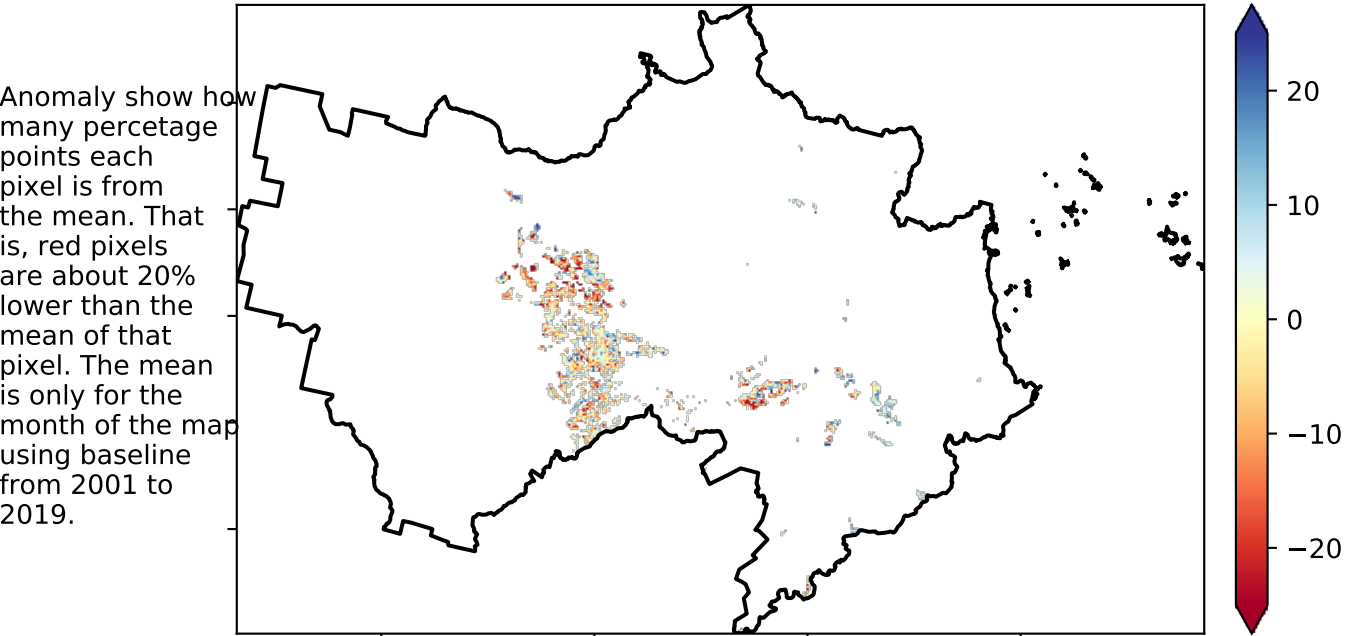 Anomaly show how
many percetage
points each
pixel is from
the mean. That
is, red pixels
are about 20%
lower than the
mean of that
pixel. The mean
is only for the
month of the map
using baseline
from 2001 to
2019.
20
10
0
−10
−20